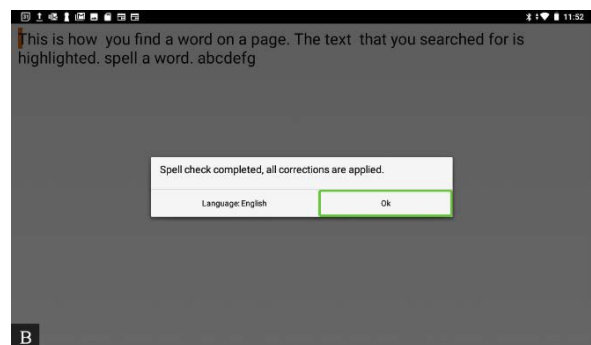 31 11:52
This is how  you find a word on a page. The text  that you searched for is
highlighted. spell a word. abcdefg
Spell check completed, all corrections are applied.
Language: English Ok
B